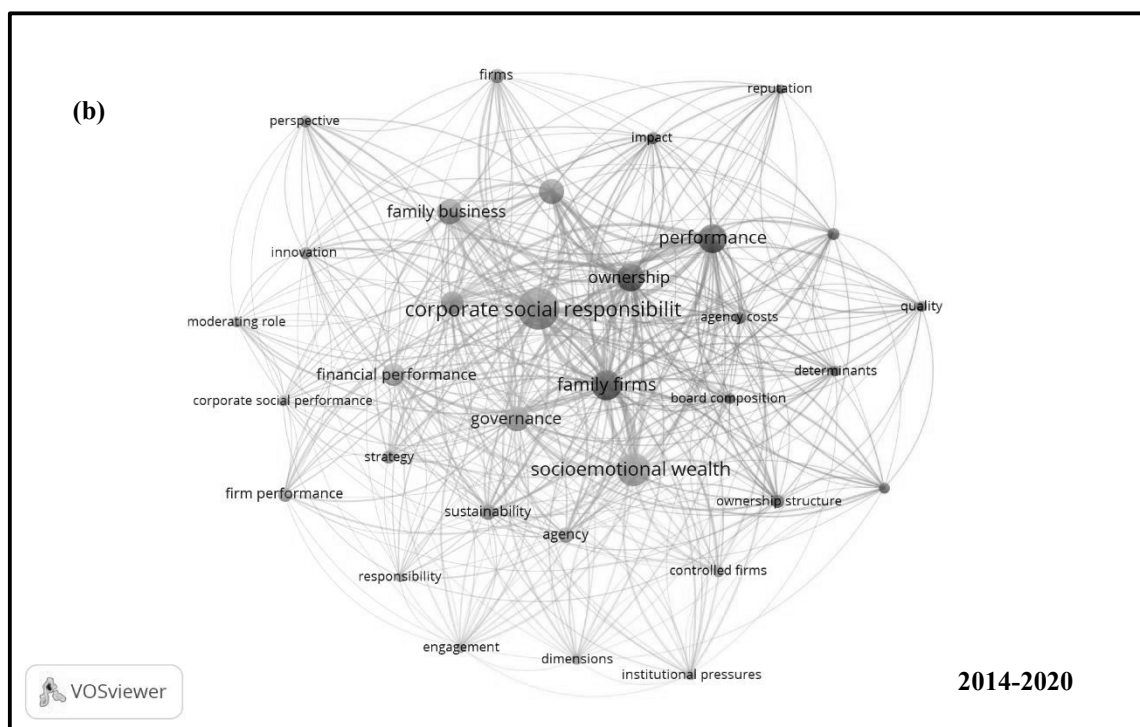 firms
reputation
(b)
perspective
impact
family business
performance
innovation
ownership
quality
corporate social responsibilit
agency costs
moderating role
determinants
financial performance
family firms
board composition
corporate social performance
governance
strategy
socioemotional wealth
firm performance
ownership structure
sustainability
agency
controlled firms
responsibility
engagement
dimensions
institutional pressures
2014-2020
VOSviewer